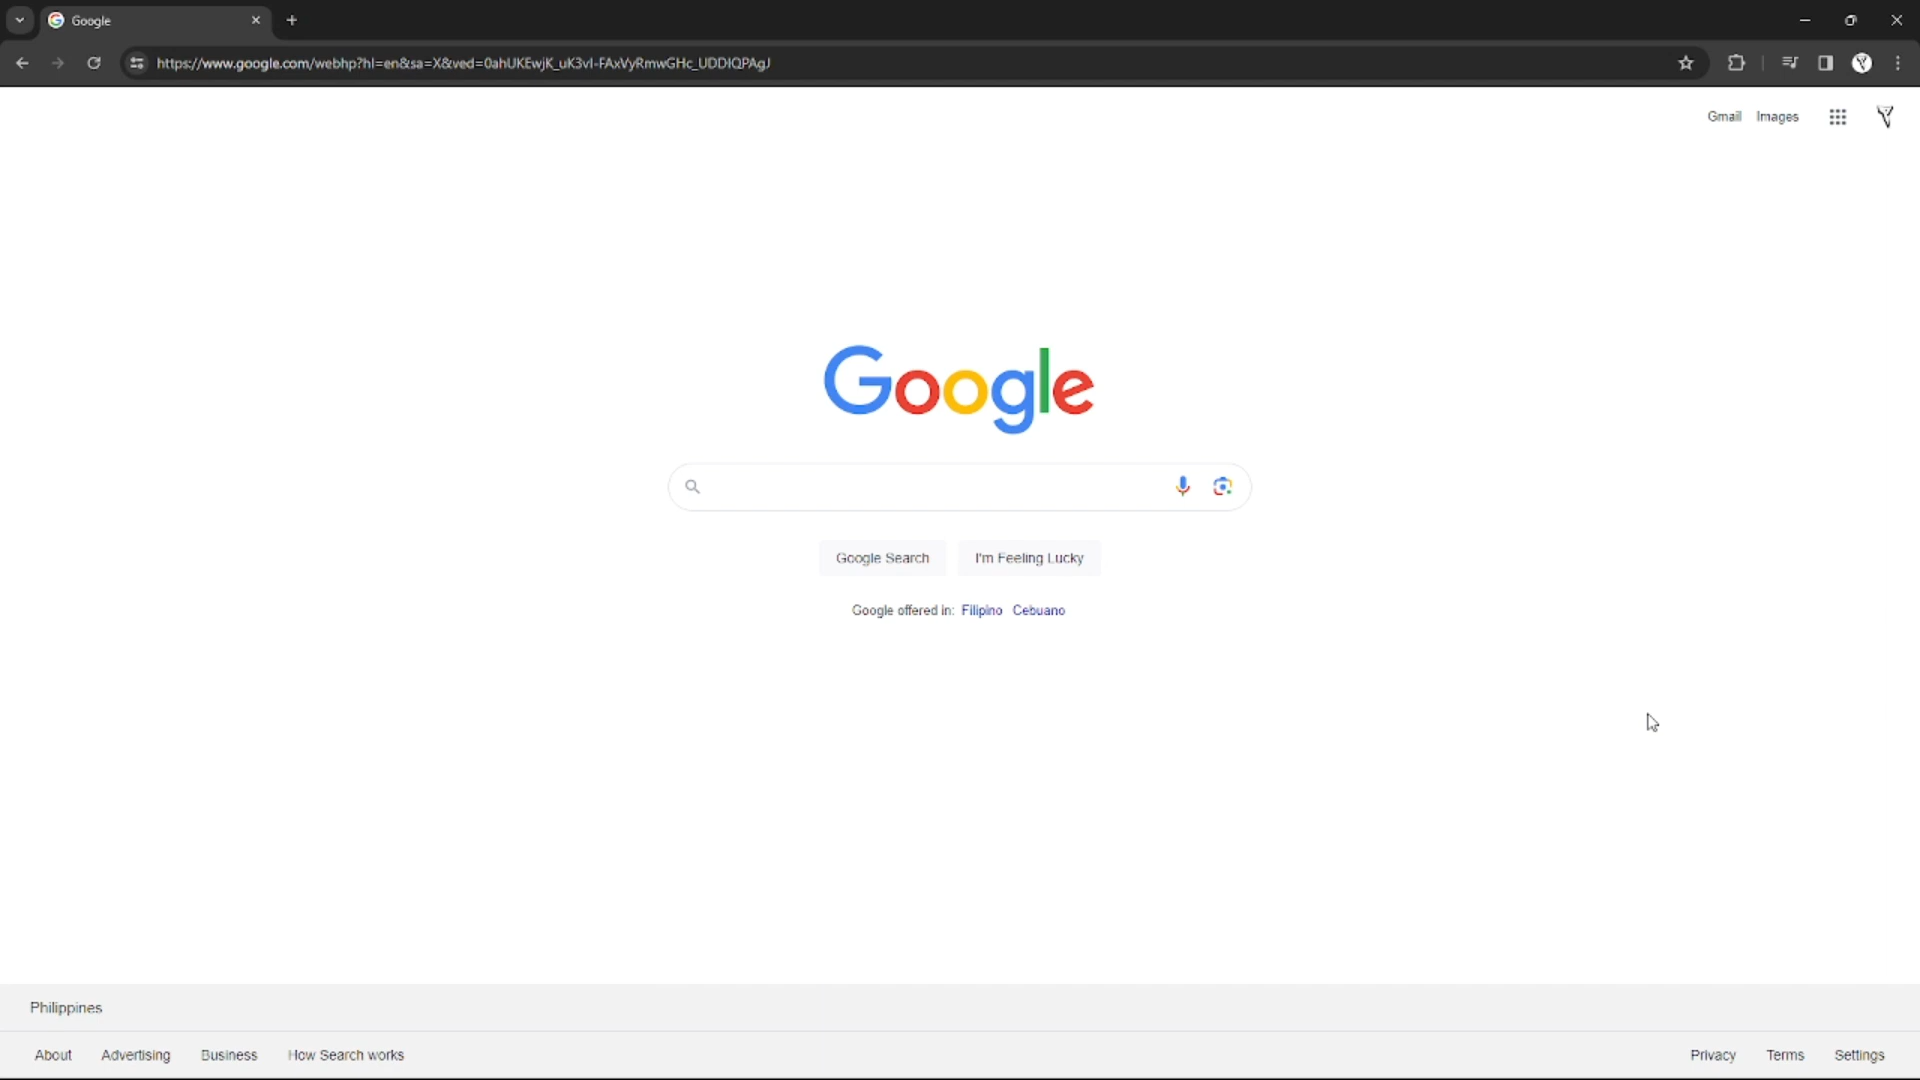 Google
https://www.google.com/webhp?hl=en&sa=X&ved=0ahUKEwjK_uK3vI-FAxVyRmwGHc_UDDIQPAgJ
Gmail Images
Google
Google Search I'm Feeling Lucky
Google offered in: Filipino Cebuano
Philippines
About Advertising Business How Search works Privacy Terms Settings